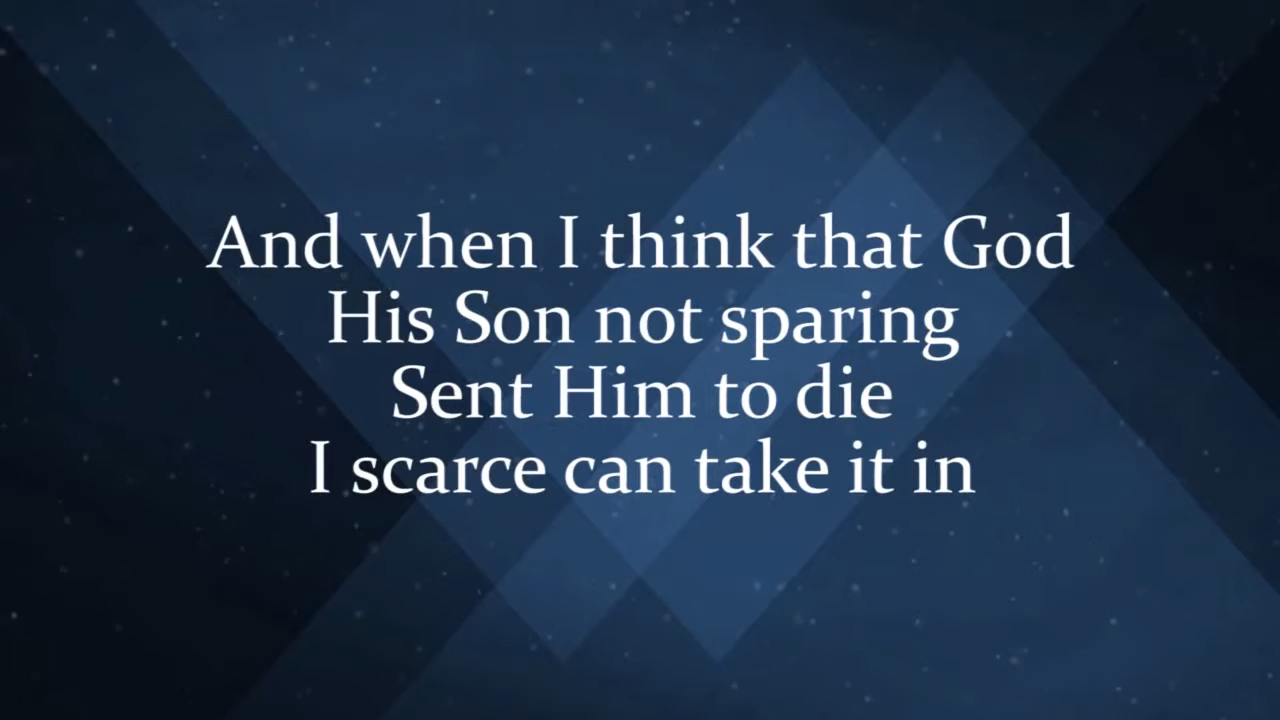 And when I think that God
His Son not sparing
Sent Him to die
I scarce can take it in